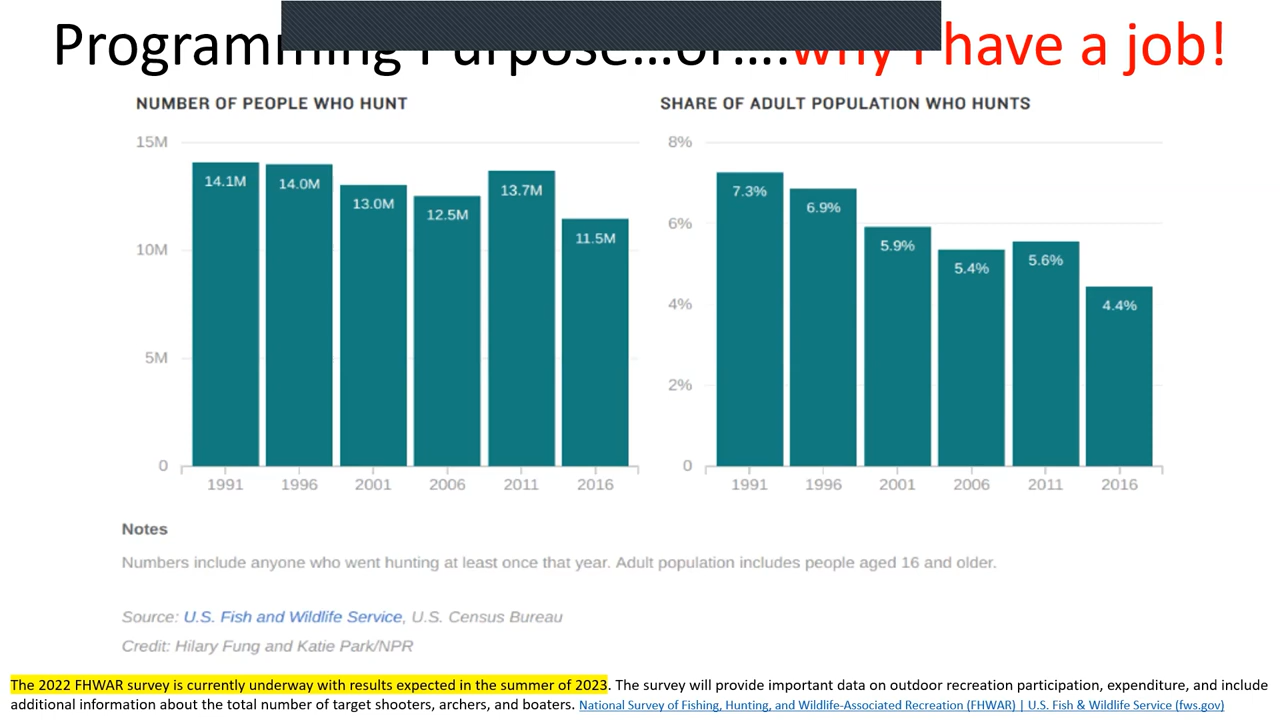 Programming Purpose...or....why I have a job!
NUMBER OF PEOPLE WHO HUNT
15M
10M
5M
0
14.1M
14.0M
13.0M
12.5M
13.7M
11.5M
1991 1996 2001 2006 2011 2016
SHARE OF ADULT POPULATION WHO HUNTS
8%
6%
4%
2%
0
7.3%
6.9%
5.9%
5.4%
5.6%
4.4%
1991 1996 2001 2006 2011 2016
Notes
Numbers include anyone who went hunting at least once that year. Adult population includes people aged 16 and older.
Source: U.S. Fish and Wildlife Service, U.S. Census Bureau
Credit: Hilary Fung and Katie Park/NPR
The 2022 FHWAR survey is currently underway with results expected in the summer of 2023. The survey will provide important data on outdoor recreation participation, expenditure, and include
additional information about the total number of target shooters, archers, and boaters. National Survey of Fishing, Hunting, and Wildlife-Associated Recreation (FHWAR) | U.S. Fish & Wildlife Service (fws.gov)